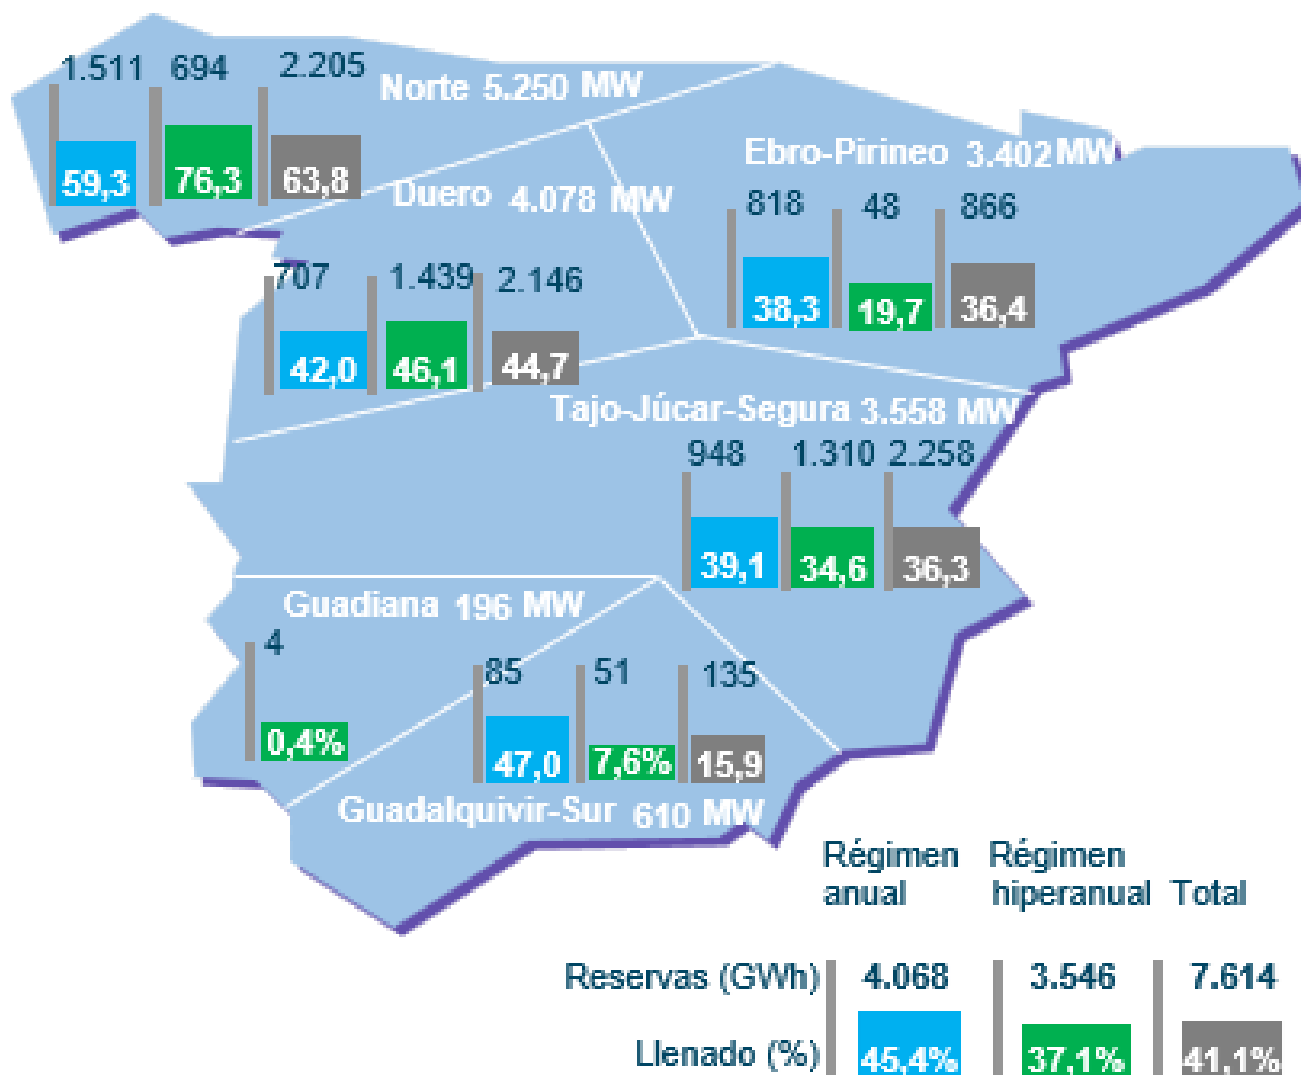 1.511 694 2.205
Norte 5.250 MW
59,3 76,3 63,8
Ebro-Pirineo 3.402 MW
Duero 4.078 MW
818 48 866
707 1.439 2.146
38,3 19,7 36,4
42,0 46,1 44,7
Tajo-Júcar-Segura 3.558 MW
948 1.310 2.258
39,1 34,6 36,3
Guadiana 196 MW
4
85 51 135
0,4%
47,0 7,6% 15,9
Guadalquivir-Sur 610 MW
Régimen anual
Régimen hiperanual
Total
Reservas (GWh) 4.068 3.546 7.614
Llenado (%) 45,4% 37,1% 41,1%